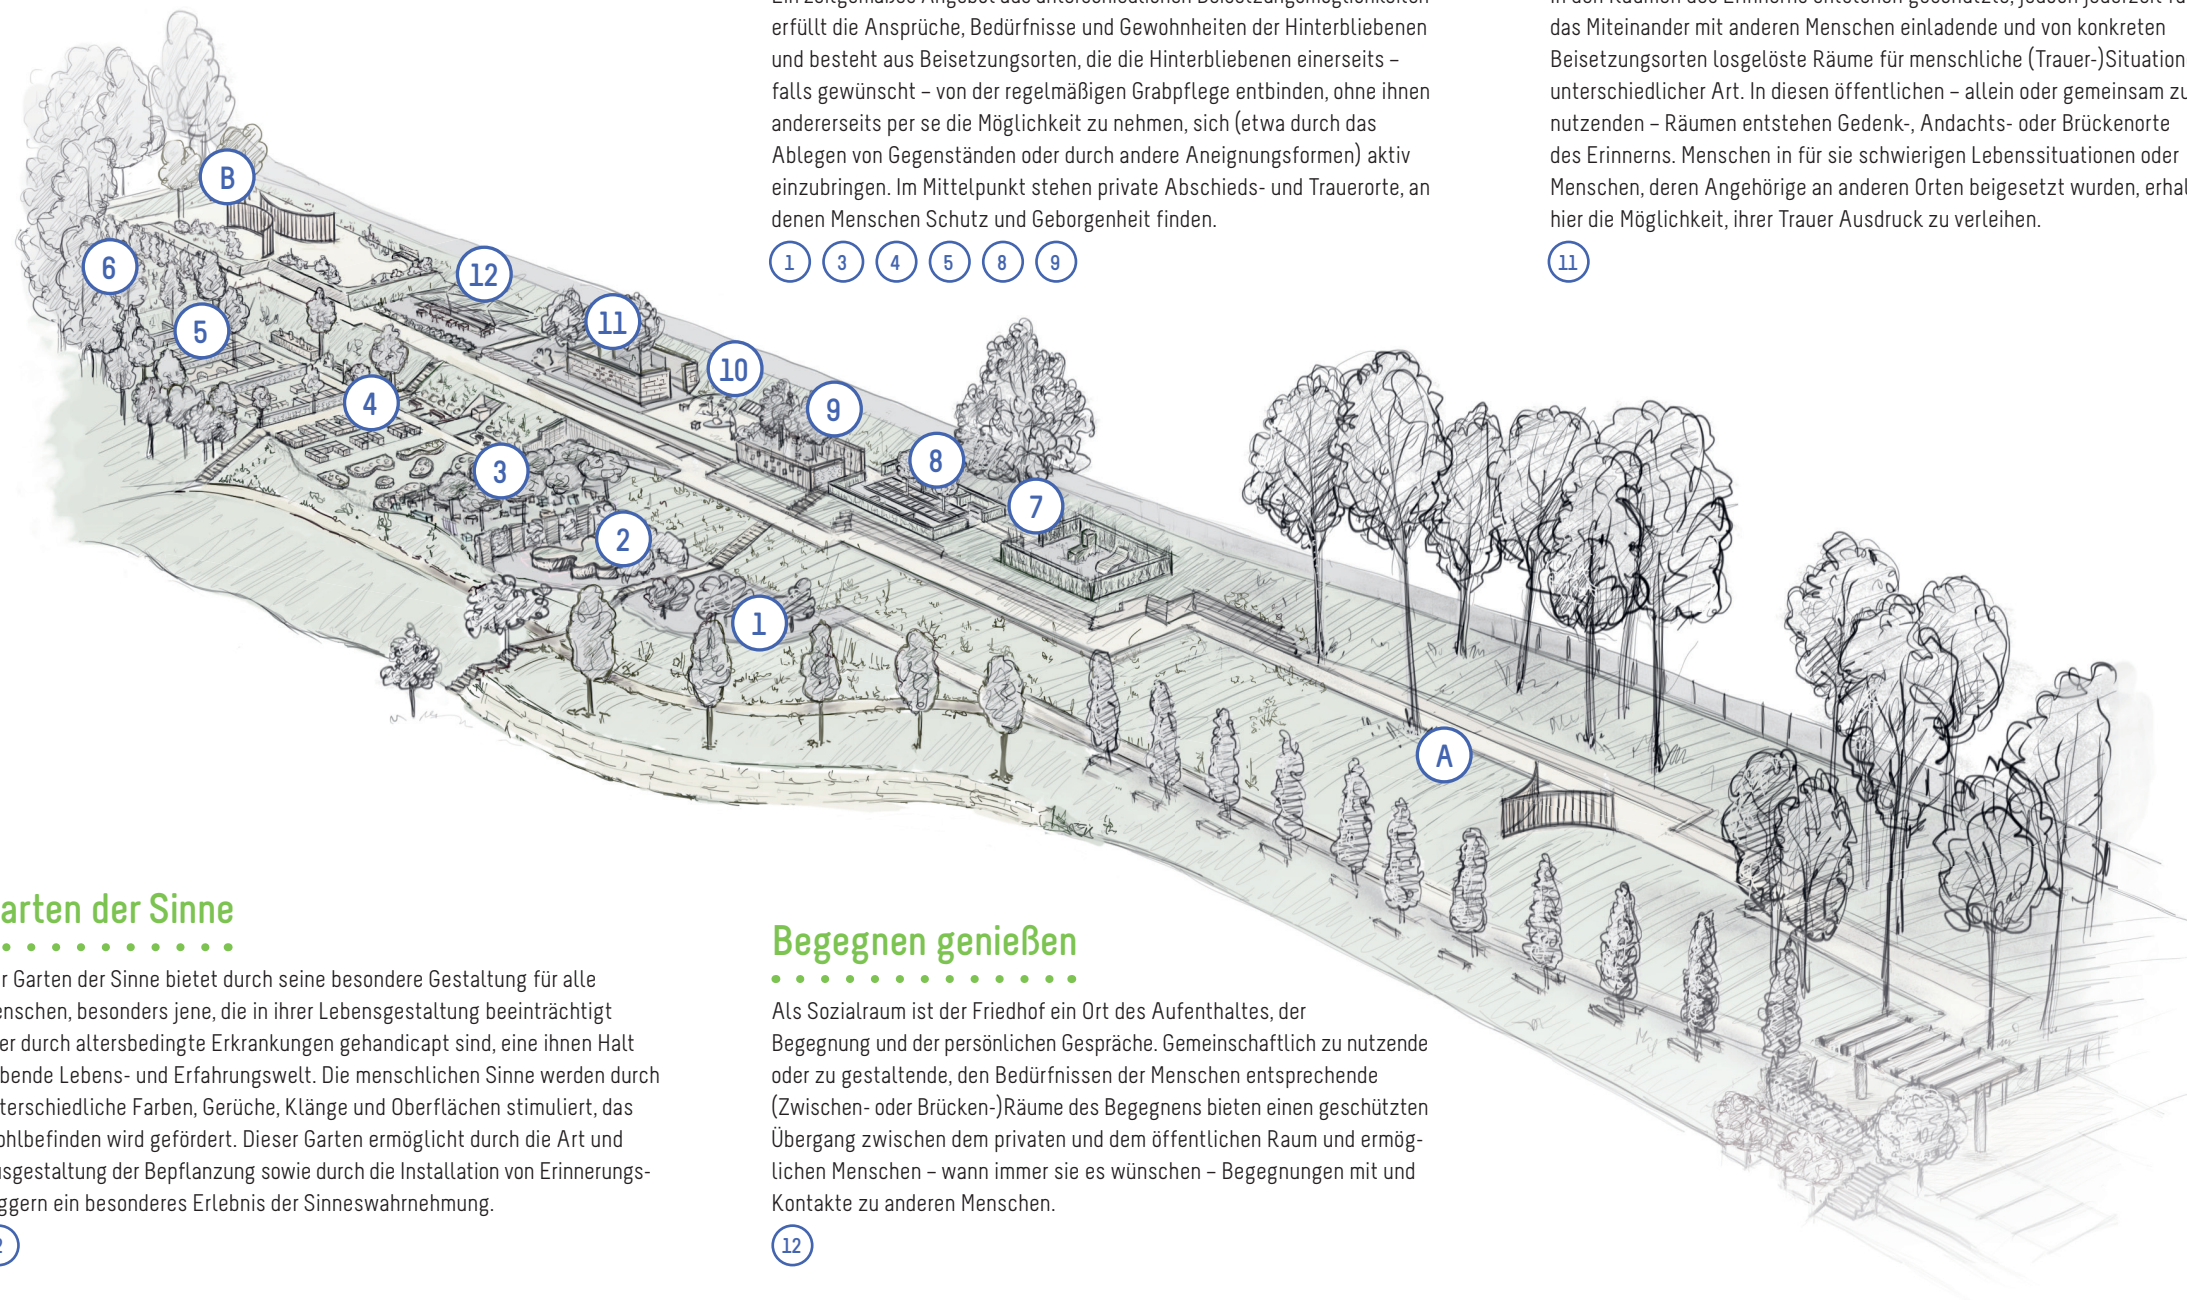 erfüllt die Ansprüche, Bedürfnisse und Gewohnheiten der Hinterbliebenen
und besteht aus Beisetzungsorten, die die Hinterbliebenen einerseits –
falls gewünscht – von der regelmäßigen Grabpflege entbinden, ohne ihnen
andererseits per se die Möglichkeit zu nehmen, sich (etwa durch das
Ablegen von Gegenständen oder durch andere Aneignungsformen) aktiv
einzubringen. Im Mittelpunkt stehen private Abschieds- und Trauerorte, an
denen Menschen Schutz und Geborgenheit finden.
1 3 4 5 8 9
das Miteinander mit anderen Menschen einladende und von konkreten
Beisetzungsorten losgelöste Räume für menschliche (Trauer-)Situation
unterschiedlicher Art. In diesen öffentlichen – allein oder gemeinsam zu
nutzenden – Räumen entstehen Gedenk-, Andachts- oder Brückenorte
des Erinnerns. Menschen in für sie schwierigen Lebenssituationen oder
Menschen, deren Angehörige an anderen Orten beigesetzt wurden, erhal
hier die Möglichkeit, ihrer Trauer Ausdruck zu verleihen.
11
B
6
12
5
11
10
4
9
3
8
7
2
1
A
arten der Sinne
r Garten der Sinne bietet durch seine besondere Gestaltung für alle
enschen, besonders jene, die in ihrer Lebensgestaltung beeinträchtigt
er durch altersbedingte Erkrankungen gehandicapt sind, eine ihnen Halt
bende Lebens- und Erfahrungswelt. Die menschlichen Sinne werden durch
terschiedliche Farben, Gerüche, Klänge und Oberflächen stimuliert, das
ohlbefinden wird gefördert. Dieser Garten ermöglicht durch die Art und
usgestaltung der Bepflanzung sowie durch die Installation von Erinnerungs-
ggern ein besonderes Erlebnis der Sinneswahrnehmung.
2
Begegnen genießen
Als Sozialraum ist der Friedhof ein Ort des Aufenthaltes, der
Begegnung und der persönlichen Gespräche. Gemeinschaftlich zu nutzende
oder zu gestaltende, den Bedürfnissen der Menschen entsprechende
(Zwischen- oder Brücken-)Räume des Begegnens bieten einen geschützten
Übergang zwischen dem privaten und dem öffentlichen Raum und ermög-
lichen Menschen – wann immer sie es wünschen – Begegnungen mit und
Kontakte zu anderen Menschen.
12